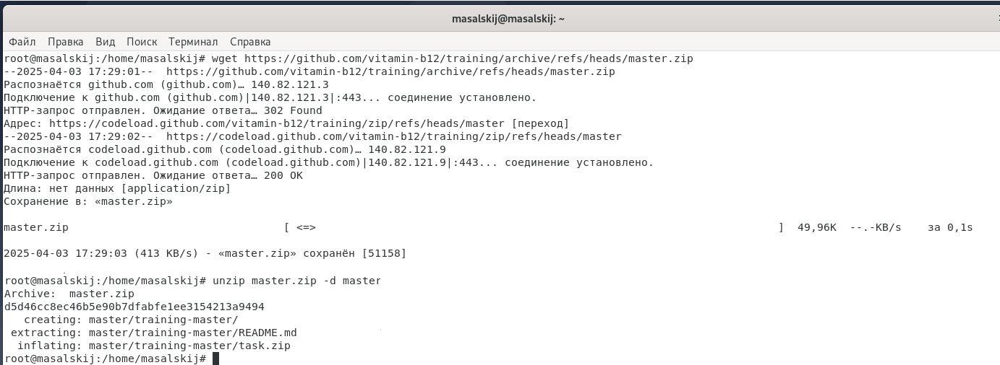 masalskij@masalskij: ~
Файл Правка Вид Поиск Терминал Справка
root@masalskij:/home/masalskij# wget https://github.com/vitamin-b12/training/archive/refs/heads/master.zip
--2025-04-03 17:29:01--  https://github.com/vitamin-b12/training/archive/refs/heads/master.zip
Распознаётся github.com (github.com)… 140.82.121.3
Подключение к github.com (github.com)|140.82.121.3|:443... соединение установлено.
HTTP-запрос отправлен. Ожидание ответа… 302 Found
Адрес: https://codeload.github.com/vitamin-b12/training/zip/refs/heads/master [переход]
--2025-04-03 17:29:02--  https://codeload.github.com/vitamin-b12/training/zip/refs/heads/master
Распознаётся codeload.github.com (codeload.github.com)… 140.82.121.9
Подключение к codeload.github.com (codeload.github.com)|140.82.121.9|:443... соединение установлено.
HTTP-запрос отправлен. Ожидание ответа… 200 OK
Длина: нет данных [application/zip]
Сохранение в: «master.zip»
master.zip [ <=> ] 49,96K --.-KB/s за 0,1s
2025-04-03 17:29:03 (413 KB/s) - «master.zip» сохранён [51158]
root@masalskij:/home/masalskij# unzip master.zip -d master
Archive:  master.zip
d5d46cc8ec46b5e90b7dfabfe1ee3154213a9494
creating: master/training-master/
extracting: master/training-master/README.md
inflating: master/training-master/task.zip
root@masalskij:/home/masalskij#